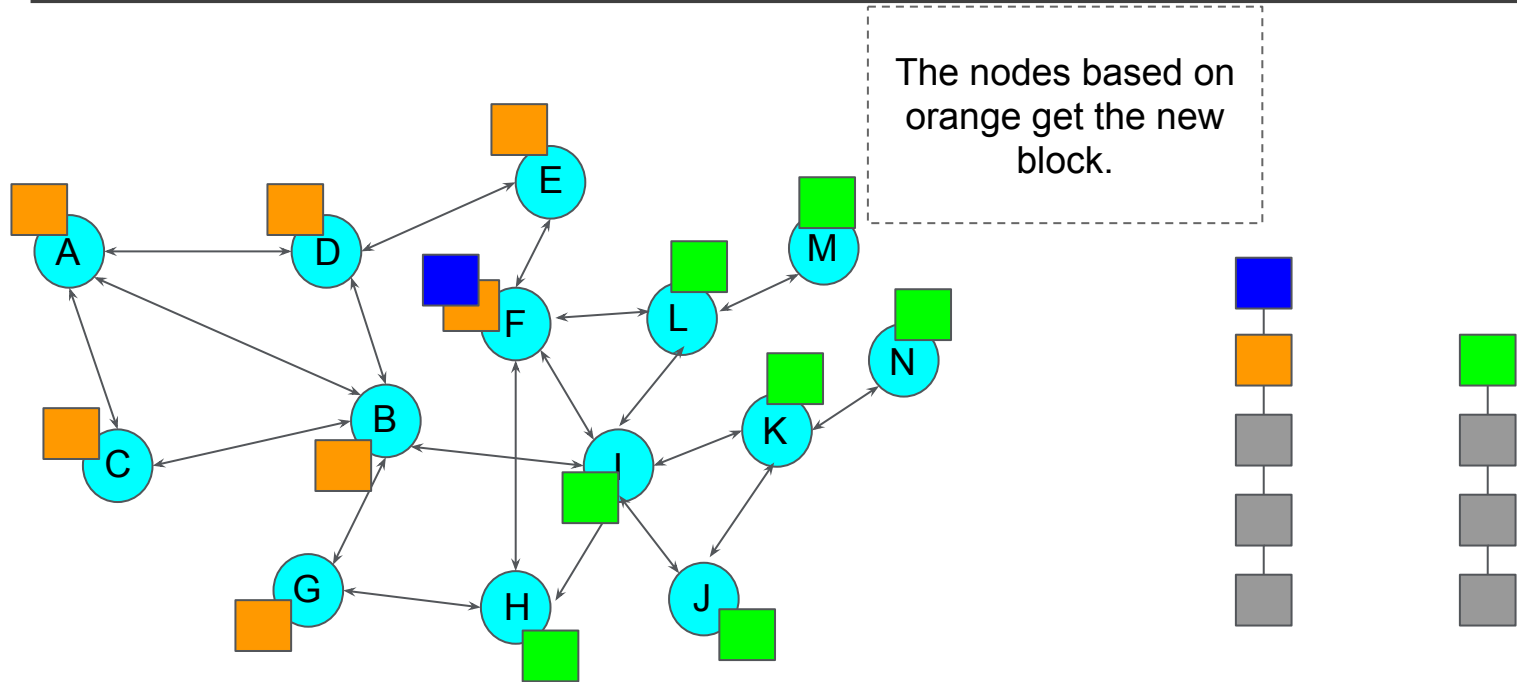 The nodes based on
orange get the new
block.
E
A
D
M
F
L
N
B
K
C
I
G
H
J